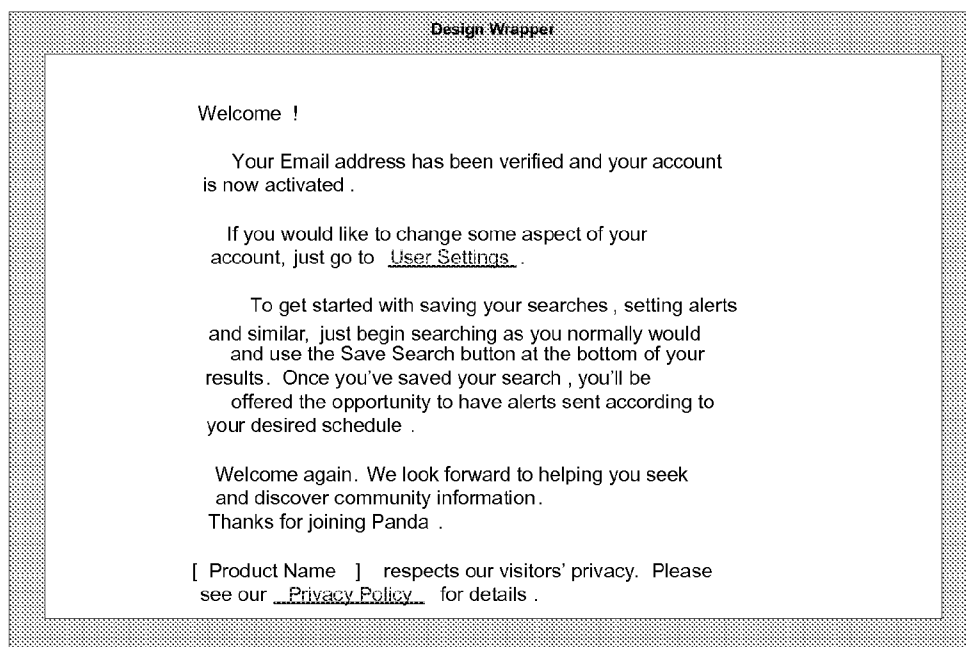 Design Wrapper
Welcome !
Your Email address has been verified and your account
is now activated .
If you would like to change some aspect of your
account, just go to User Settings .
To get started with saving your searches , setting alerts
and similar, just begin searching as you normally would
and use the Save Search button at the bottom of your
results. Once you've saved your search , you'll be
offered the opportunity to have alerts sent according to
your desired schedule .
Welcome again. We look forward to helping you seek
and discover community information.
Thanks for joining Panda .
[ Product Name ] respects our visitors' privacy. Please
see our Privacy Policy for details .